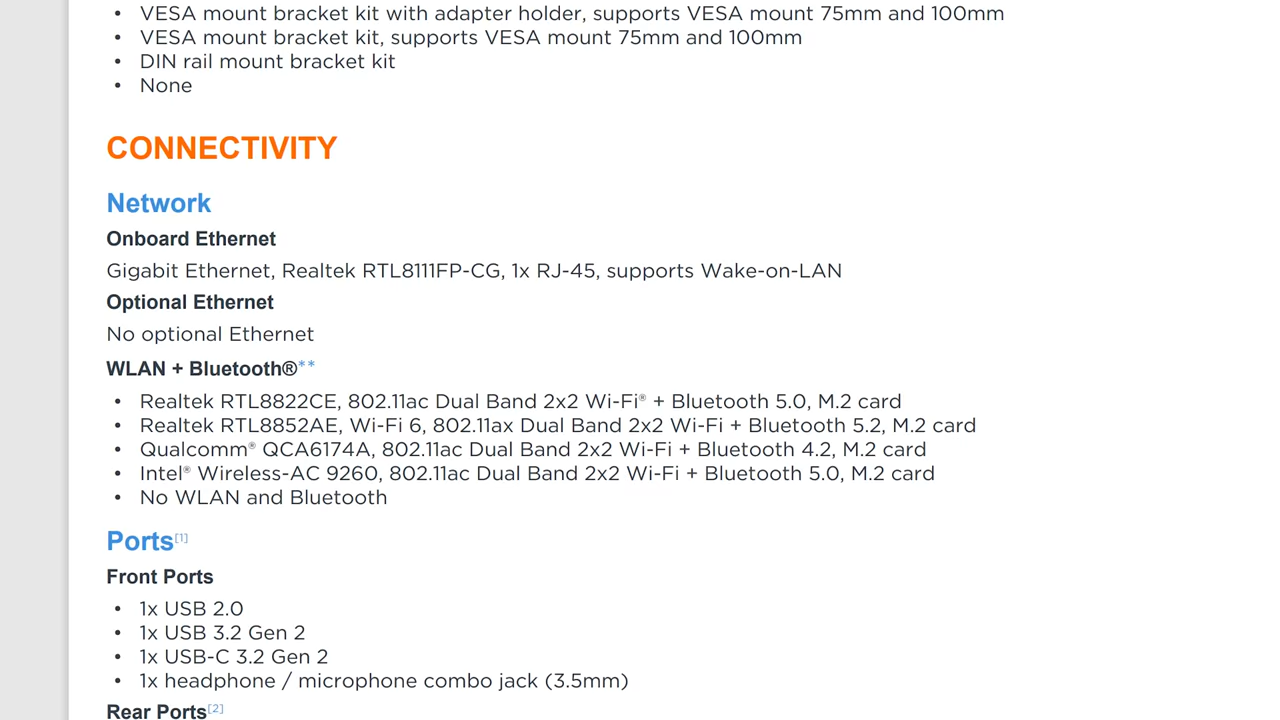 • VESA mount bracket kit with adapter holder, supports VESA mount 75mm and 100mm
• VESA mount bracket kit, supports VESA mount 75mm and 100mm
• DIN rail mount bracket kit
• None
CONNECTIVITY
Network
Onboard Ethernet
Gigabit Ethernet, Realtek RTL8111FP-CG, 1x RJ-45, supports Wake-on-LAN
Optional Ethernet
No optional Ethernet
WLAN + Bluetooth®**
• Realtek RTL8822CE, 802.11ac Dual Band 2x2 Wi-Fi® + Bluetooth 5.0, M.2 card
• Realtek RTL8852AE, Wi-Fi 6, 802.11ax Dual Band 2x2 Wi-Fi + Bluetooth 5.2, M.2 card
• Qualcomm® QCA6174A, 802.11ac Dual Band 2x2 Wi-Fi + Bluetooth 4.2, M.2 card
• Intel® Wireless-AC 9260, 802.11ac Dual Band 2x2 Wi-Fi + Bluetooth 5.0, M.2 card
• No WLAN and Bluetooth
Ports[1]
Front Ports
• 1x USB 2.0
• 1x USB 3.2 Gen 2
• 1x USB-C 3.2 Gen 2
• 1x headphone / microphone combo jack (3.5mm)
Rear Ports[2]